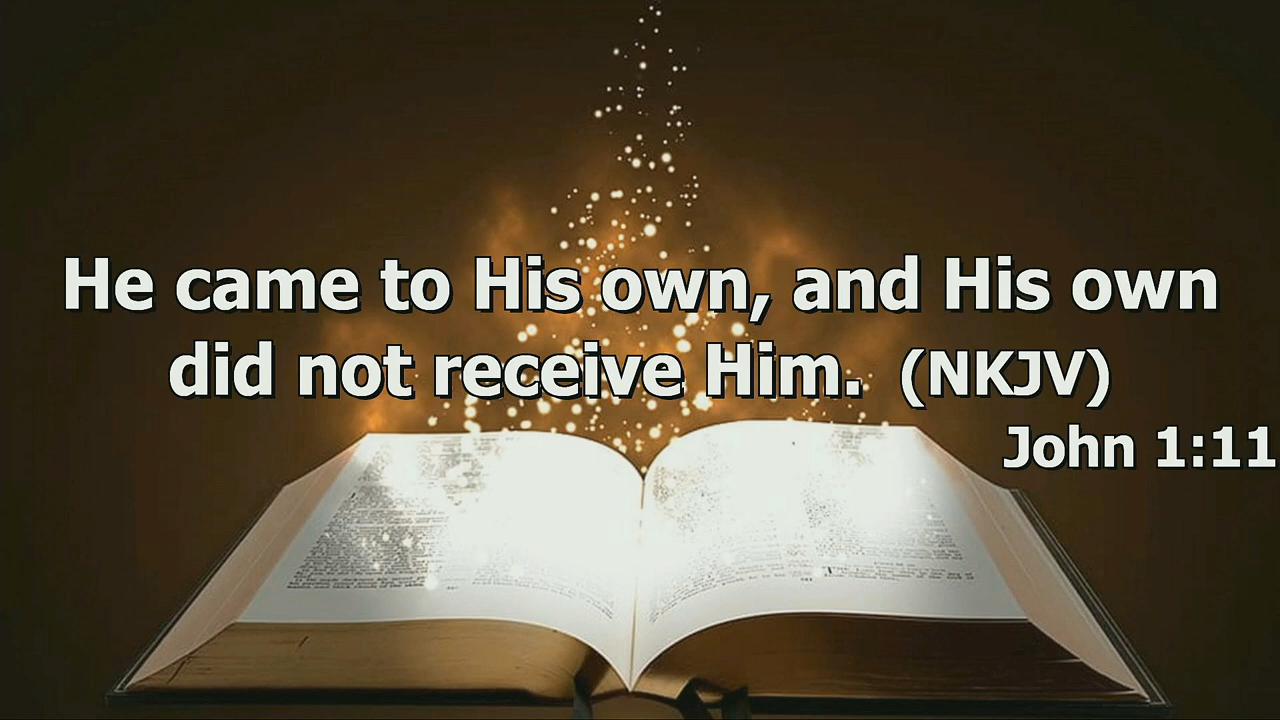 He came to His own, and His own
did not receive Him. (NKJV)
John 1:11